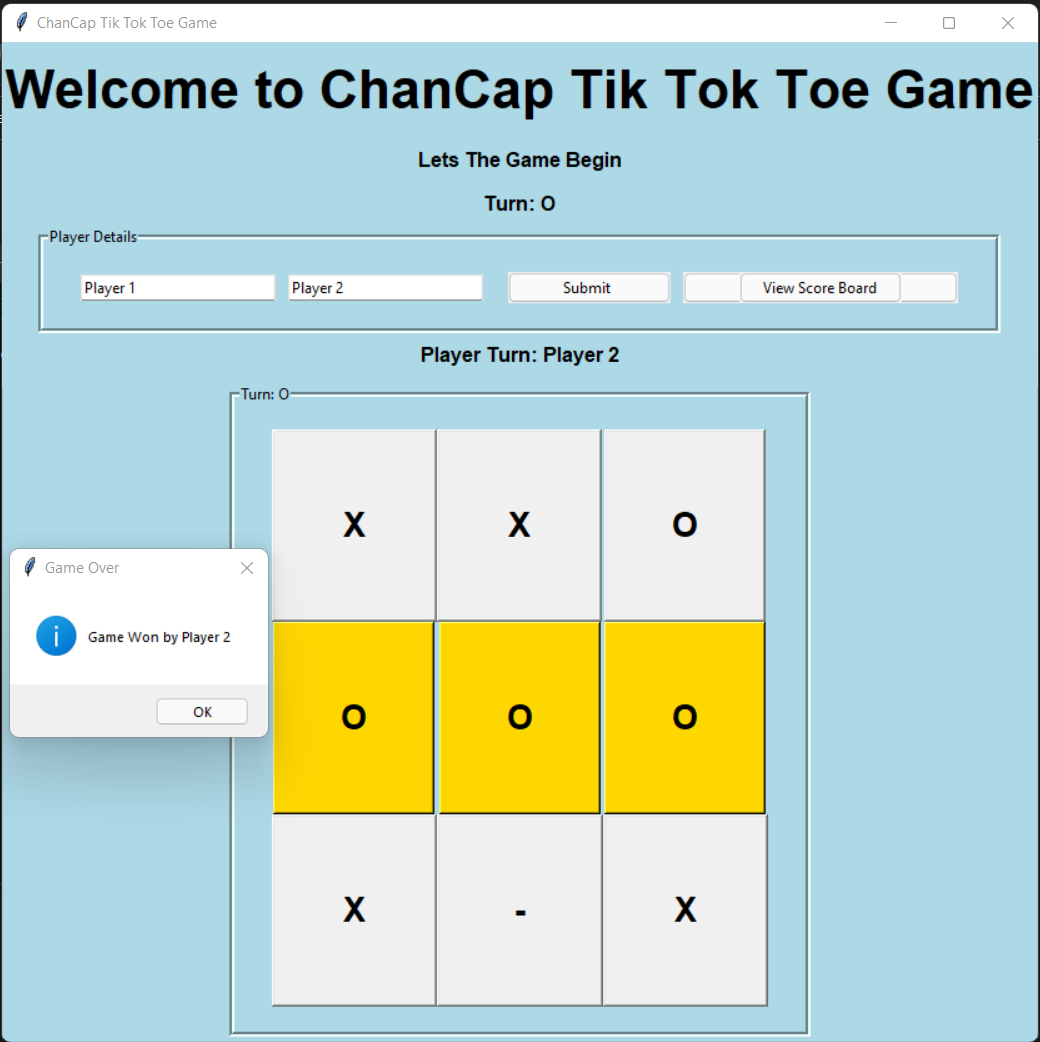 ChanCap Tik Tok Toe Game
Welcome to ChanCap Tik Tok Toe Game
Lets The Game Begin
Turn: O
Player Details
Player 1 Player 2 Submit View Score Board
Player Turn: Player 2
Turn: O
X X O
Game Over
Game Won by Player 2
OK
O O O
X - X